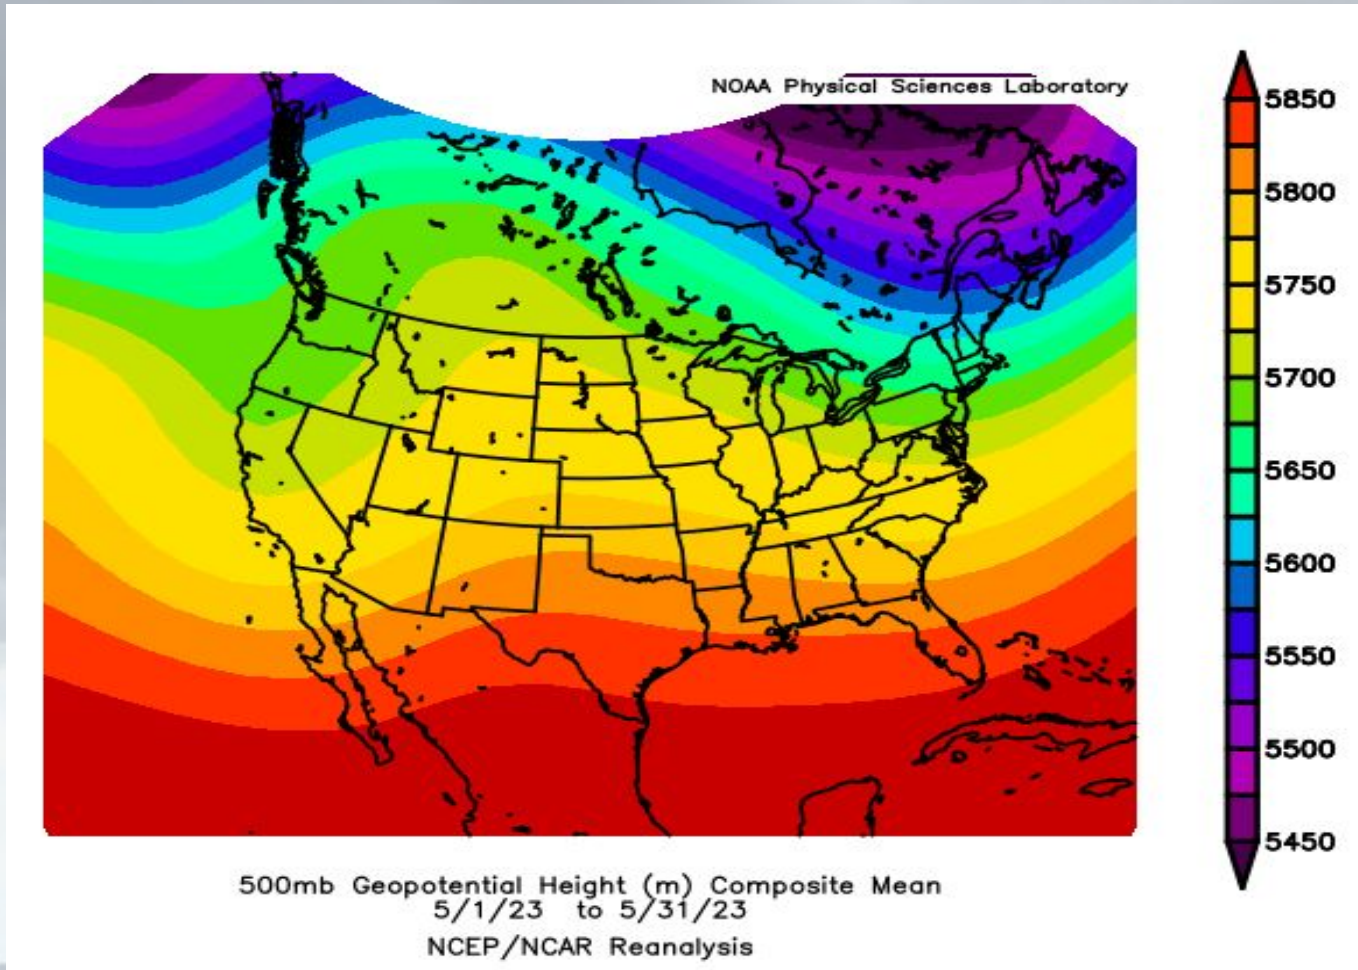 NOAA Physical Sciences Laboratory
5850
5800
5750
5700
5650
5600
5550
5500
5450
500mb Geopotential Height (m) Composite Mean
5/1/23 to 5/31/23
NCEP/NCAR Reanalysis